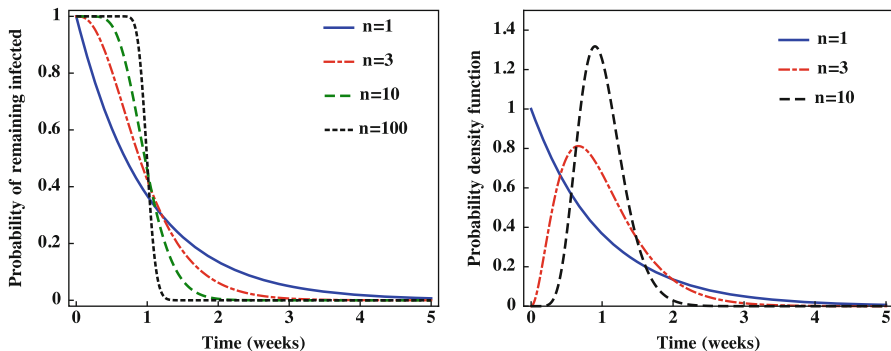 Probability of remaining infected
1
0.8
0.6
0.4
0.2
0
n=1
n=3
n=10
n=100
0 1 2 3 4 5
Time (weeks)
Probability density function
1.4
1.2
1
0.8
0.6
0.4
0.2
0
n=1
n=3
n=10
0 1 2 3 4 5
Time (weeks)